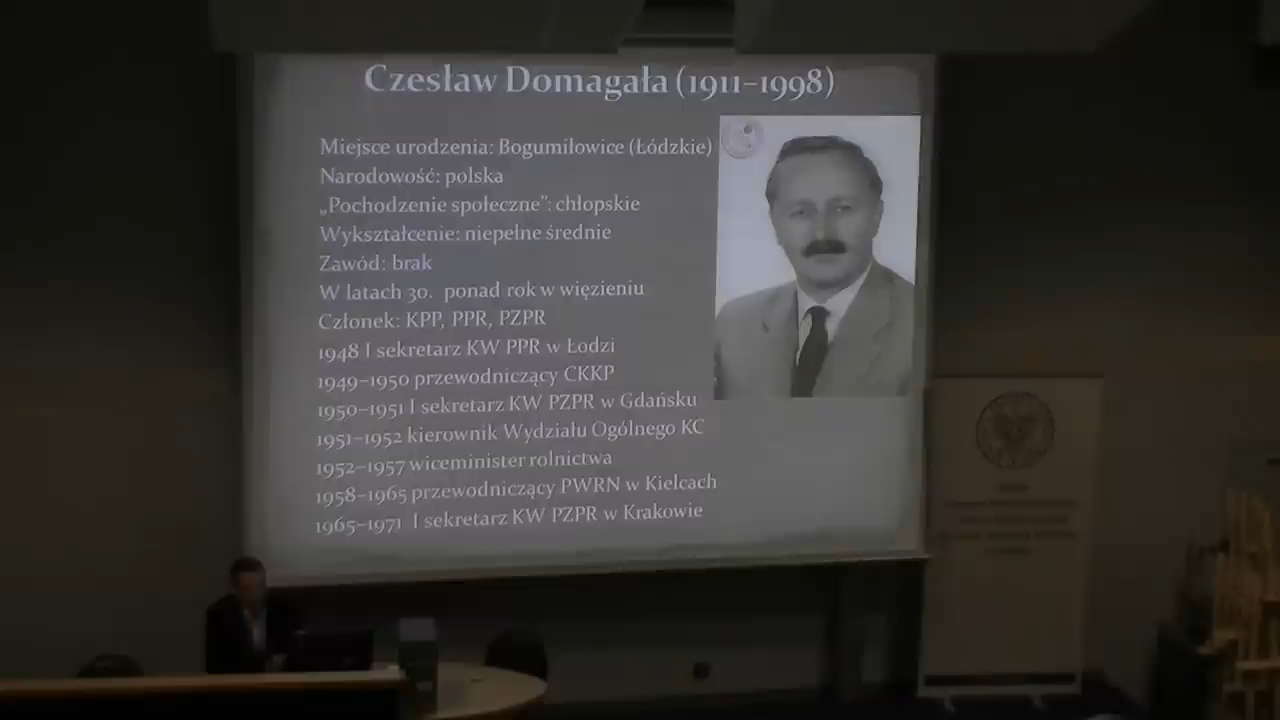 Czesław Domagała (1911–1998)
Miejsce urodzenia: Bogumiłowice (Łódzkie)
Narodowość: polska
„Pochodzenie społeczne”: chłopskie
Wykształcenie: niepełne średnie
Zawód: brak
W latach 30. ponad rok w więzieniu
Członek: KPP, PPR, PZPR
1948 I sekretarz KW PPR w Łodzi
1949–1950 przewodniczący CKKP
1950–1951 I sekretarz KW PZPR w Gdańsku
1951–1952 kierownik Wydziału Ogólnego KC
1952–1957 wiceminister rolnictwa
1958–1965 przewodniczący PWRN w Kielcach
1965–1971 I sekretarz KW PZPR w Krakowie